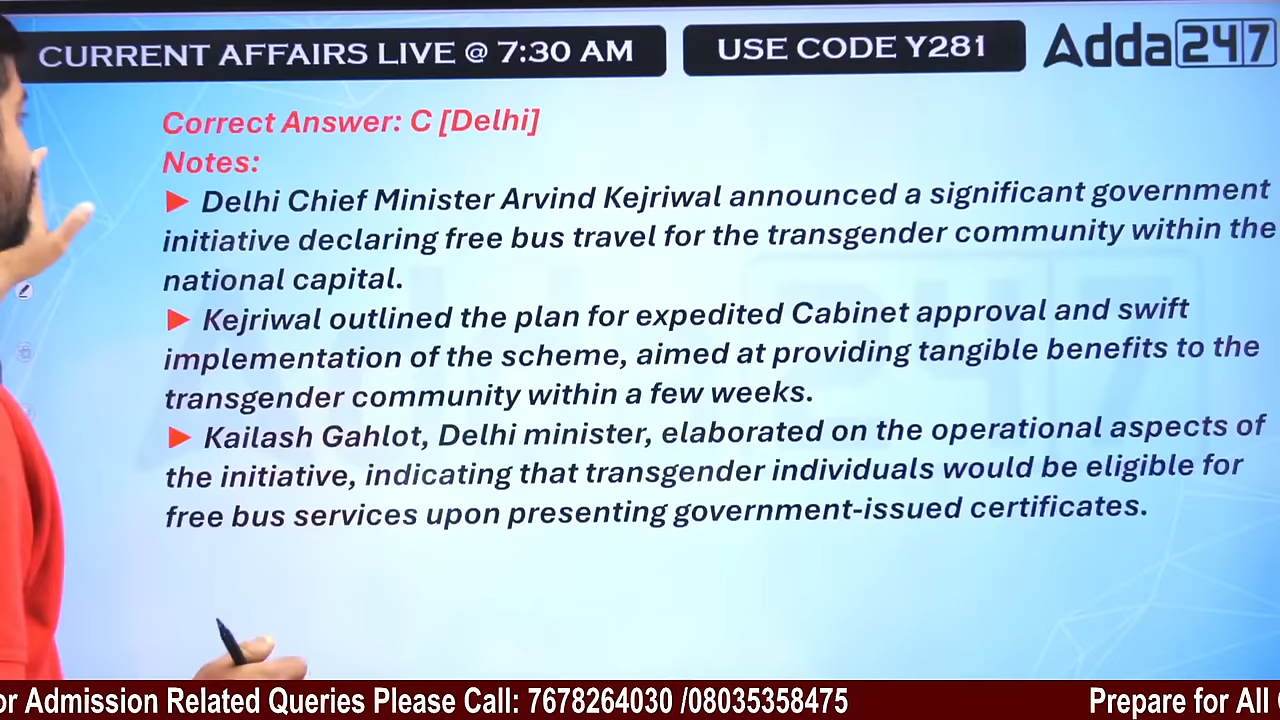 CURRENT AFFAIRS LIVE @ 7:30 AM
USE CODE Y281
Adda247
Correct Answer: C [Delhi]
Notes:
► Delhi Chief Minister Arvind Kejriwal announced a significant government
initiative declaring free bus travel for the transgender community within the
national capital.
► Kejriwal outlined the plan for expedited Cabinet approval and swift
implementation of the scheme, aimed at providing tangible benefits to the
transgender community within a few weeks.
► Kailash Gahlot, Delhi minister, elaborated on the operational aspects of
the initiative, indicating that transgender individuals would be eligible for
free bus services upon presenting government-issued certificates.
or Admission Related Queries Please Call: 7678264030 /08035358475
Prepare for All